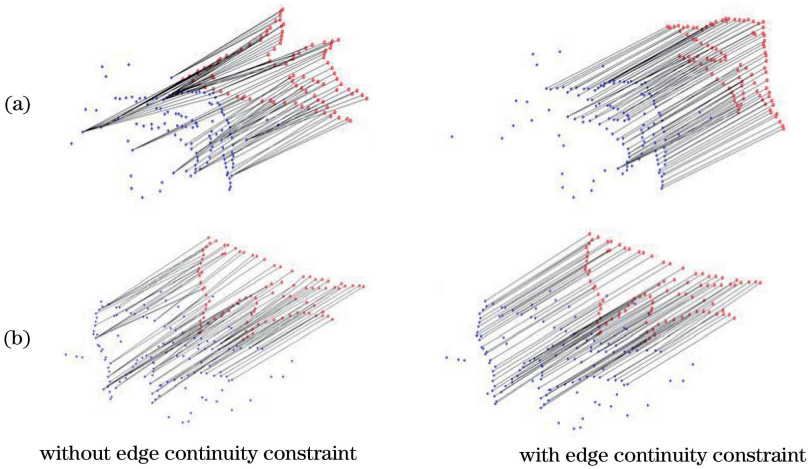 (a)
(b)
without edge continuity constraint
with edge continuity constraint